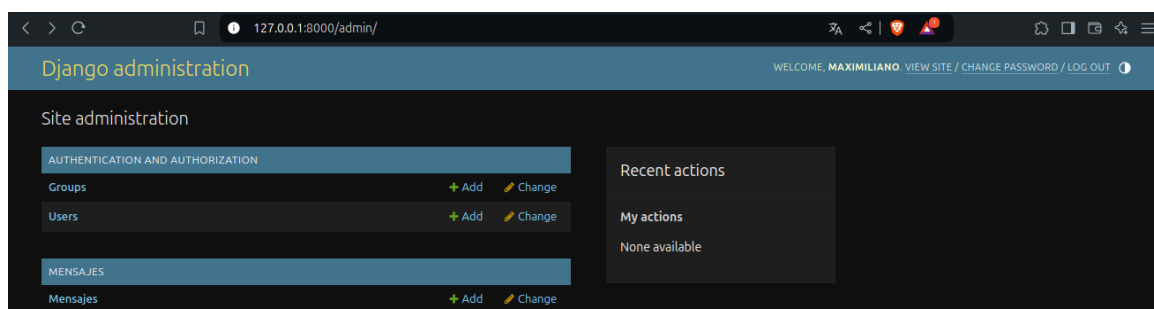 127.0.0.1:8000/admin/
Django administration
WELCOME, MAXIMILIANO. VIEW SITE / CHANGE PASSWORD / LOG OUT
Site administration
AUTHENTICATION AND AUTHORIZATION
Groups + Add Change
Users + Add Change
MENSAJES
Mensajes + Add Change
Recent actions
My actions
None available